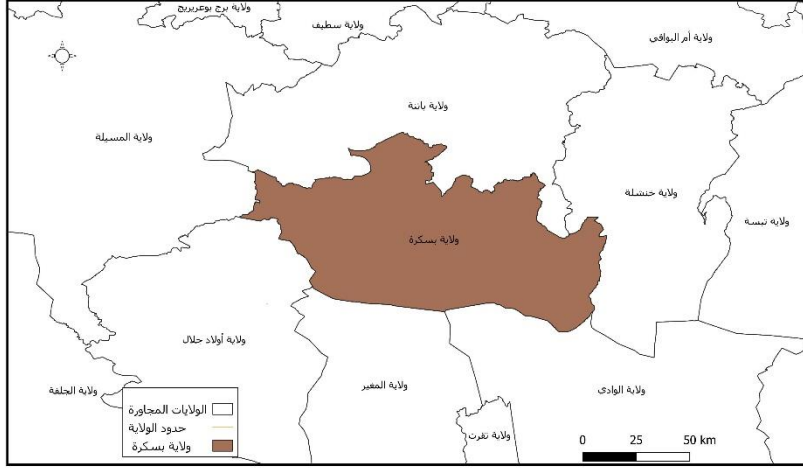 ولاية برج بوعريريج
ولاية سطيف
ولاية أم البواقي
ولاية باتنة
ولاية المسيلة
ولاية خنشلة
ولاية تبسة
ولاية بسكرة
ولاية أولاد جلال
ولاية المغير
ولاية الوادي
ولاية الجلفة
ولاية تقرت
الولايات المجاورة
حدود الولاية
ولاية بسكرة
0 25 50 km